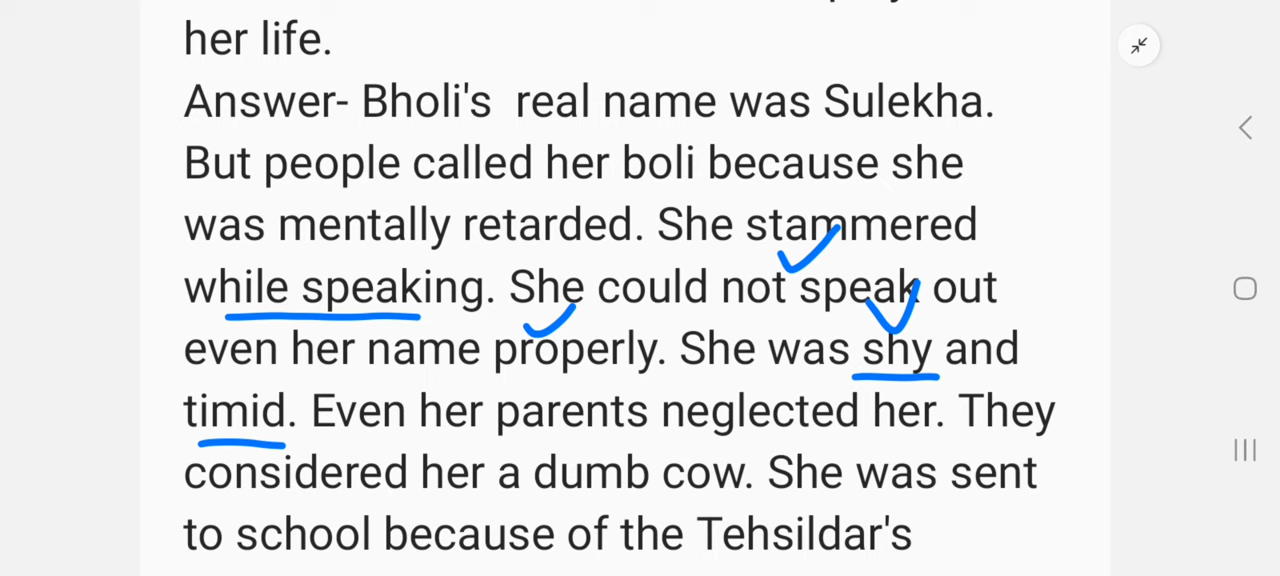 her life.
Answer- Bholi's real name was Sulekha.
But people called her boli because she
was mentally retarded. She stammered
while speaking. She could not speak out
even her name properly. She was shy and
timid. Even her parents neglected her. They
considered her a dumb cow. She was sent
to school because of the Tehsildar's